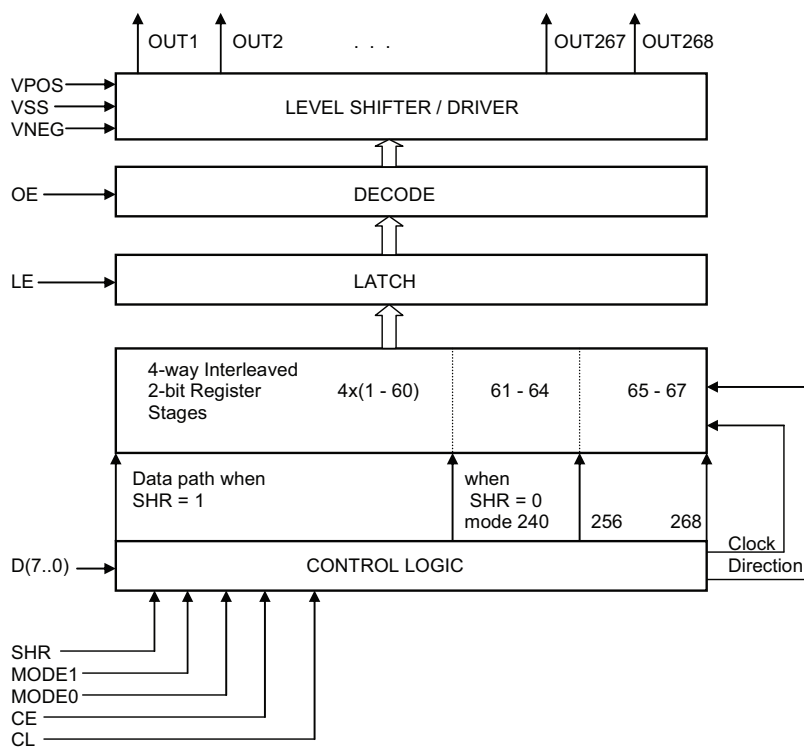 OUT1 OUT2 . . . OUT267 OUT268
VPOS
VSS
VNEG
LEVEL SHIFTER / DRIVER
OE
DECODE
LE
LATCH
4-way Interleaved
2-bit Register
Stages
4x(1 - 60)
61 - 64
65 - 67
Data path when
SHR = 1
when
SHR = 0
mode 240
256
268
Clock
Direction
D(7..0)
CONTROL LOGIC
SHR
MODE1
MODE0
CE
CL